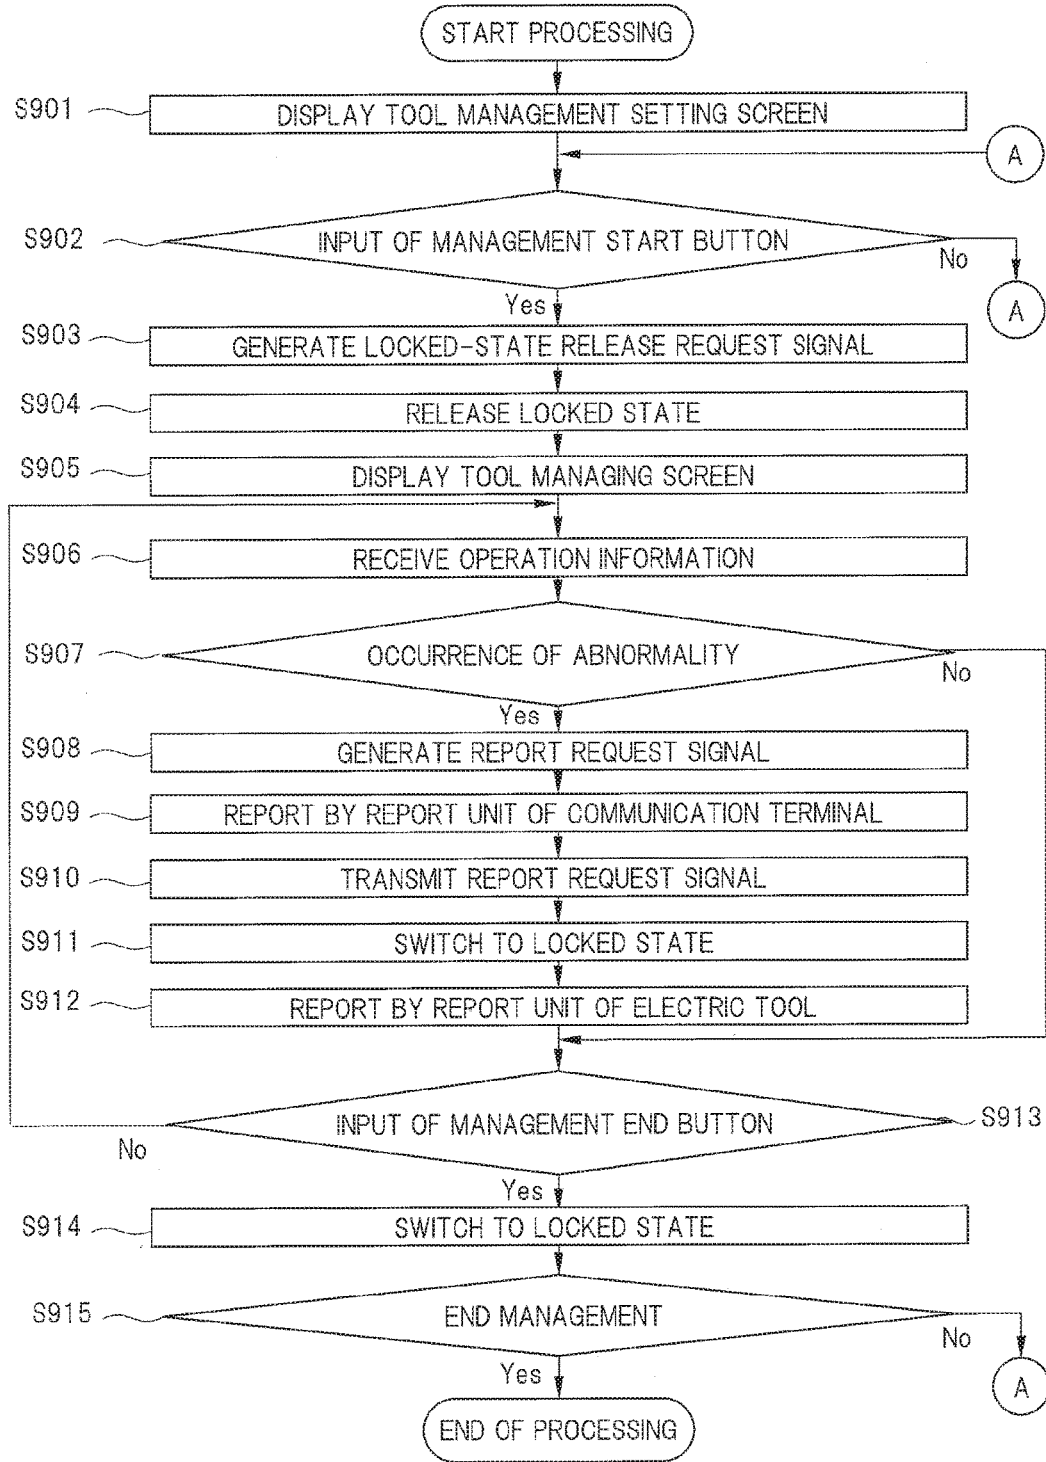 START PROCESSING
S901
DISPLAY TOOL MANAGEMENT SETTING SCREEN
A
S902
INPUT OF MANAGEMENT START BUTTON
No
A
Yes
S903
GENERATE LOCKED-STATE RELEASE REQUEST SIGNAL
S904
RELEASE LOCKED STATE
S905
DISPLAY TOOL MANAGING SCREEN
S906
RECEIVE OPERATION INFORMATION
S907
OCCURRENCE OF ABNORMALITY
No
Yes
S908
GENERATE REPORT REQUEST SIGNAL
S909
REPORT BY REPORT UNIT OF COMMUNICATION TERMINAL
S910
TRANSMIT REPORT REQUEST SIGNAL
S911
SWITCH TO LOCKED STATE
S912
REPORT BY REPORT UNIT OF ELECTRIC TOOL
INPUT OF MANAGEMENT END BUTTON
S913
No
Yes
S914
SWITCH TO LOCKED STATE
S915
END MANAGEMENT
No
Yes
A
END OF PROCESSING